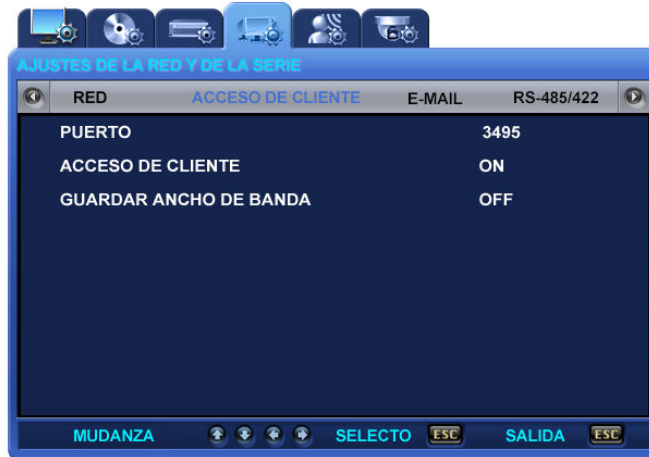 AJUSTES DE LA RED Y DE LA SERIE
RED ACCESO DE CLIENTE E-MAIL RS-485/422
PUERTO 3495
ACCESO DE CLIENTE ON
GUARDAR ANCHO DE BANDA OFF
MUDANZA SELECTO ESC SALIDA ESC